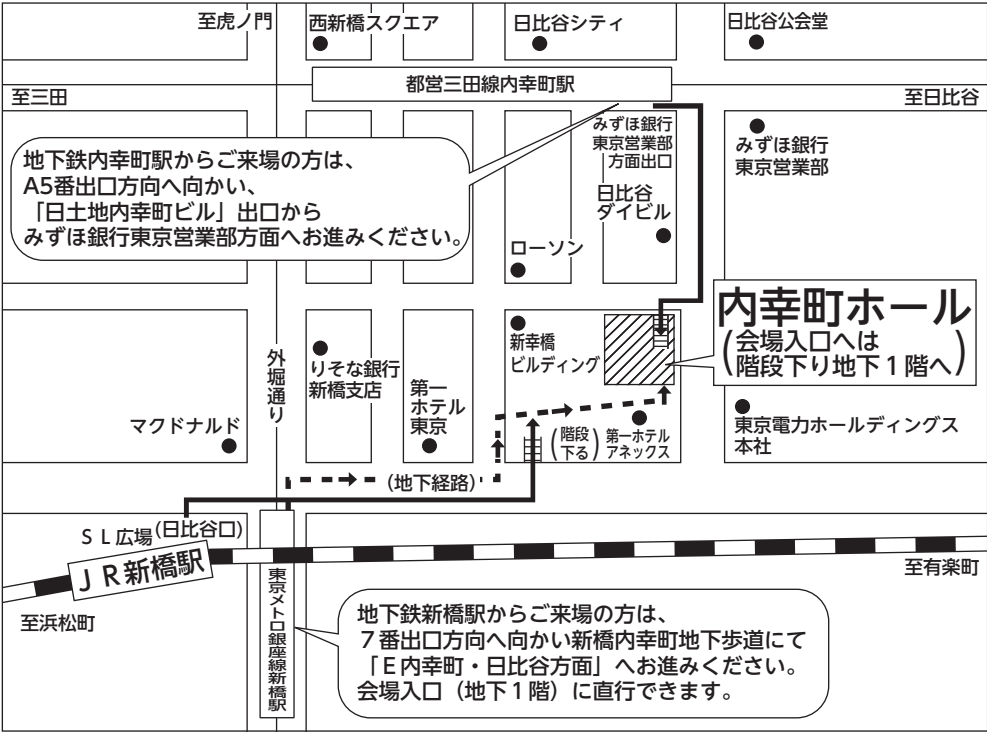 至虎ノ門
西新橋スクエア
日比谷シティ
日比谷公会堂
都営三田線内幸町駅
至三田
至日比谷
みずほ銀行
東京営業部
方面出口
みずほ銀行
東京営業部
地下鉄内幸町駅からご来場の方は、
A5番出口方向へ向かい、
「日土地内幸町ビル」出口から
みずほ銀行東京営業部方面へお進みください。
日比谷
ダイビル
ローソン
内幸町ホール
(会場入口へは
階段下り地下1階へ)
新幸橋
ビルディング
外堀通り
りそな銀行
新橋支店
第一
ホテル
東京
マクドナルド
(階段
下る)
第一ホテル
アネックス
東京電力ホールディングス
本社
(地下経路)
SL広場
(日比谷口)
JR新橋駅
至有楽町
至浜松町
東京メトロ銀座線新橋駅
地下鉄新橋駅からご来場の方は、
7番出口方向へ向かい新橋内幸町地下歩道にて
「E内幸町・日比谷方面」へお進みください。
会場入口（地下1階）に直行できます。